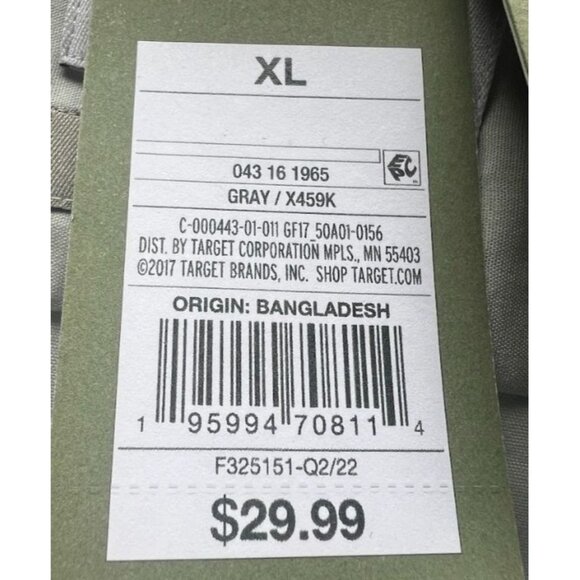 XL
EPC
043 16 1965
GRAY / X459K
C-000443-01-011 GF17_50A01-0156
DIST. BY TARGET CORPORATION MPLS., MN 55403
©2017 TARGET BRANDS, INC. SHOP TARGET.COM
ORIGIN: BANGLADESH
1 95994 70811 4
F325151-Q2/22
$29.99